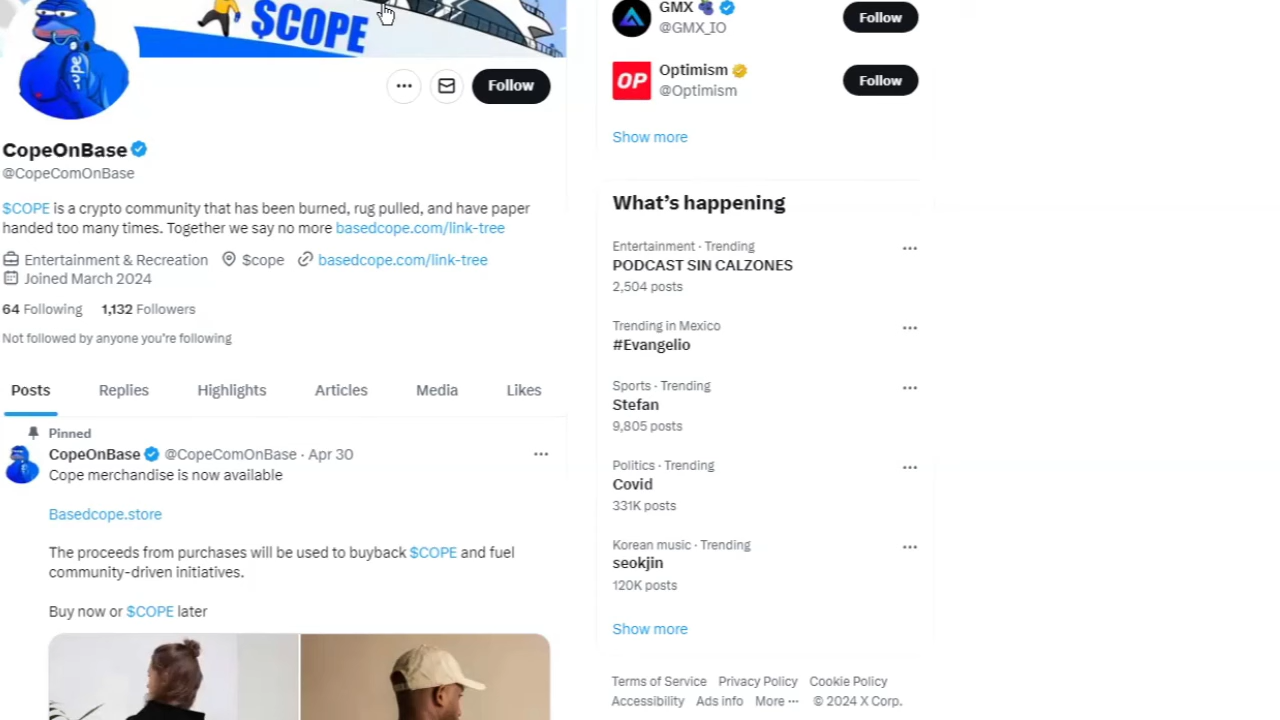 $COPE
cope
Follow
CopeOnBase
@CopeComOnBase
$COPE is a crypto community that has been burned, rug pulled, and have paper
handed too many times. Together we say no more basedcope.com/link-tree
Entertainment & Recreation $cope basedcope.com/link-tree
Joined March 2024
64 Following 1,132 Followers
Not followed by anyone you're following
Posts Replies Highlights Articles Media Likes
Pinned
CopeOnBase @CopeComOnBase · Apr 30
Cope merchandise is now available
Basedcope.store
The proceeds from purchases will be used to buyback $COPE and fuel
community-driven initiatives.
Buy now or $COPE later
GMX
@GMX_IO
Follow
OP
Optimism
@Optimism
Follow
Show more
What's happening
Entertainment · Trending
PODCAST SIN CALZONES
2,504 posts
Trending in Mexico
#Evangelio
Sports · Trending
Stefan
9,805 posts
Politics · Trending
Covid
331K posts
Korean music · Trending
seokjin
120K posts
Show more
Terms of Service Privacy Policy Cookie Policy
Accessibility Ads info More ··· © 2024 X Corp.